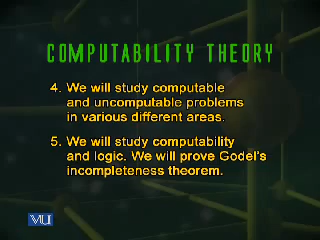 COMPUTABILITY THEORY
4. We will study computable
and uncomputable problems
in various different areas.
5. We will study computability
and logic. We will prove Godel's
incompleteness theorem.
VU